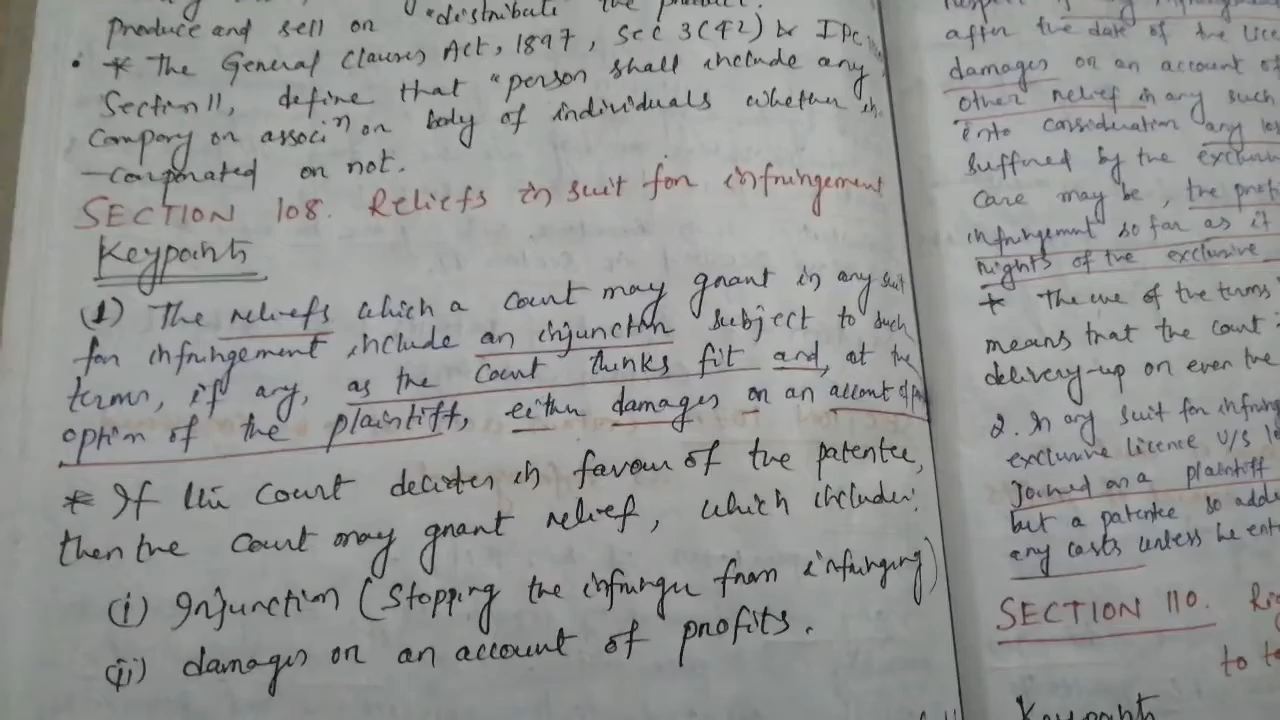 Produce and sell or "distribute the product.
* The General Clauses Act, 1897, Sec 3(42) & IPC
Section 11, define that "person shall include any
Company or associⁿ or body of individuals whether in
-corporated or not.
SECTION 108. Reliefs in suit for infringement
Keypoints
(1) The reliefs which a court may grant in any suit
for infringement include an injunction subject to such
terms, if any, as the Court thinks fit and, at the
option of the plaintiff, either damages or an account of
* If the Court decides in favour of the patentee,
then the Court may grant relief, which includes:
(i) Injunction (Stopping the infringer from infringing)
(ii) damages or an account of profits.
after the date of the
damages or an account of
other relief in any such
into consideration any
suffered by the
case may be, the
infringement so far as it
rights of the exclusive
* The use of the terms
means that the court
delivery-up or even the
2. In any suit for
exclusive licence U/S
Joined as a plaintiff
but a patentee so
any costs unless he
SECTION 110.
to
Keypoints